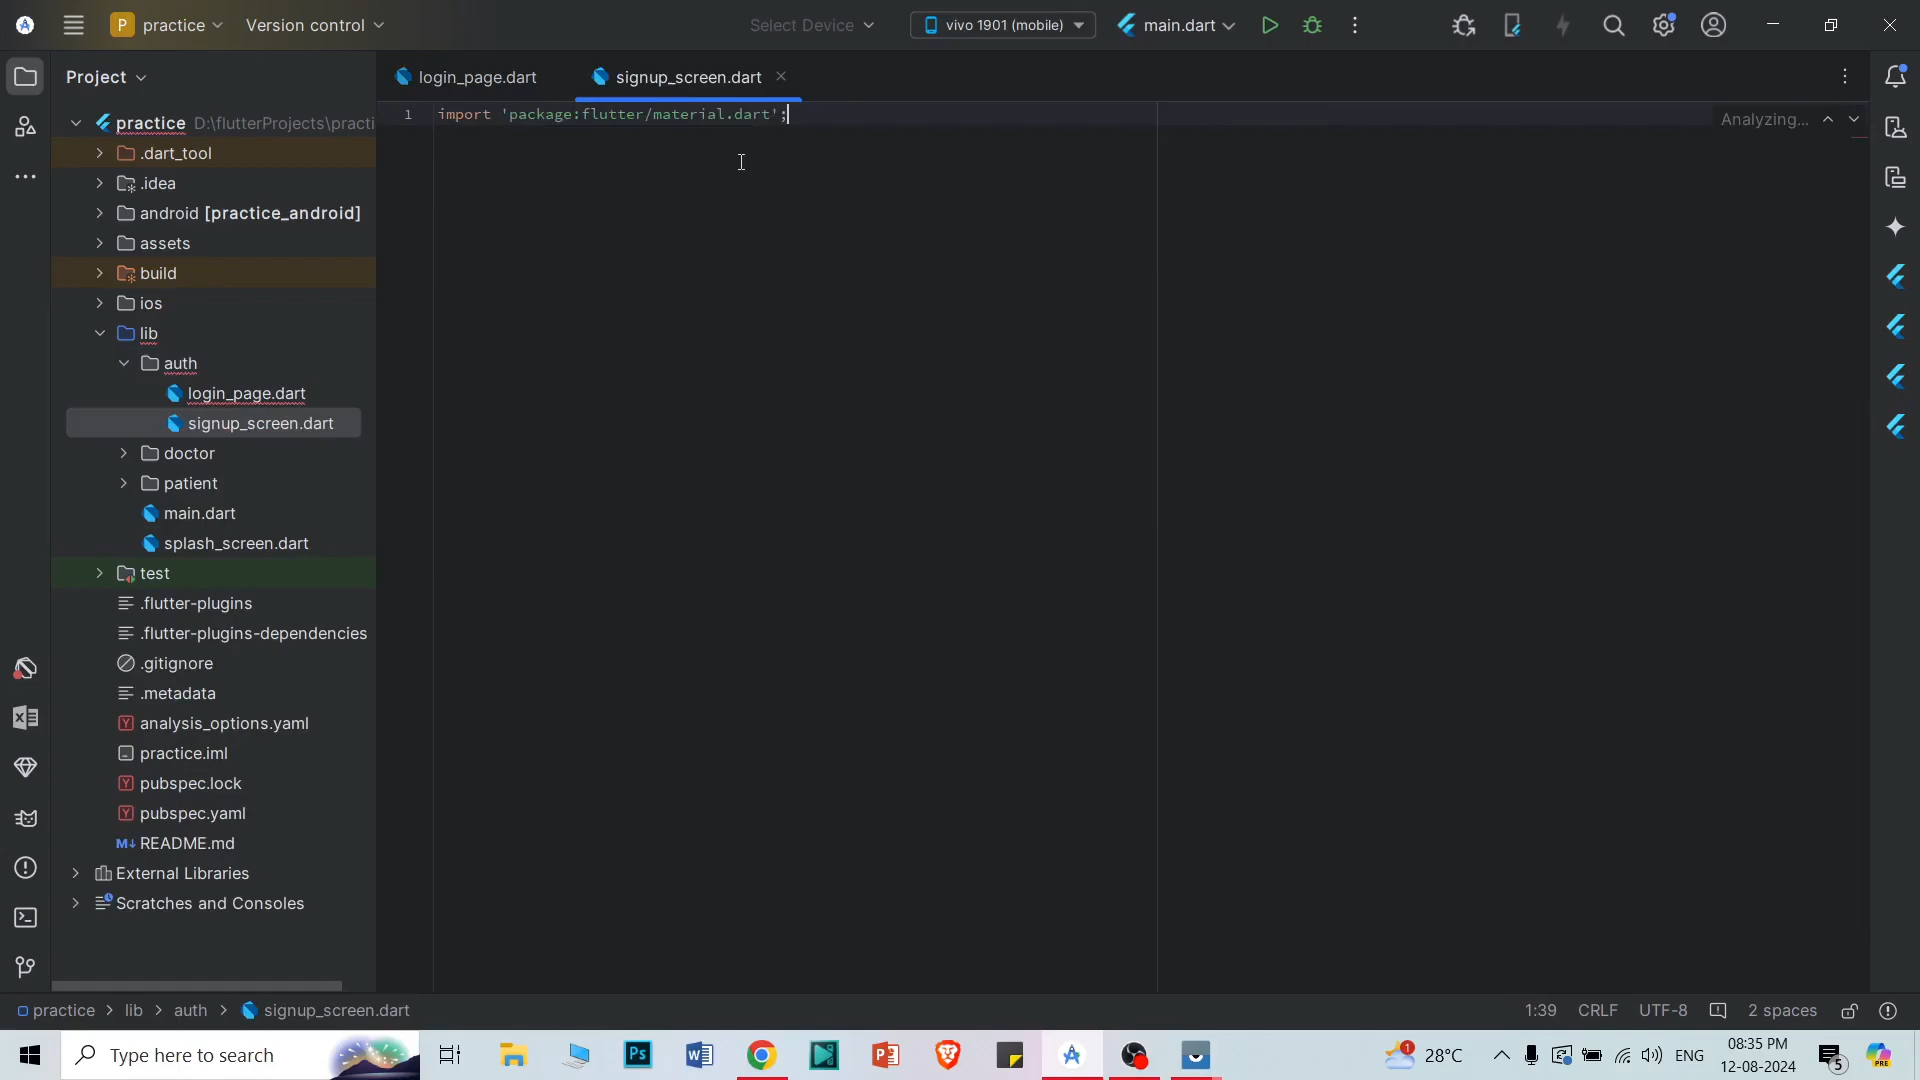 P practice Version control Select Device vivo 1901 (mobile) main.dart
Project login_page.dart signup_screen.dart
1 import 'package:flutter/material.dart'; Analyzing...
practice D:\flutterProjects\practi
.dart_tool
.idea
android [practice_android]
assets
build
ios
lib
auth
login_page.dart
signup_screen.dart
doctor
patient
main.dart
splash_screen.dart
test
.flutter-plugins
.flutter-plugins-dependencies
.gitignore
.metadata
analysis_options.yaml
practice.iml
pubspec.lock
pubspec.yaml
M↓ README.md
External Libraries
Scratches and Consoles
practice > lib > auth > signup_screen.dart 1:39 CRLF UTF-8 2 spaces
Type here to search 1 28°C ENG 08:35 PM 5
12-08-2024